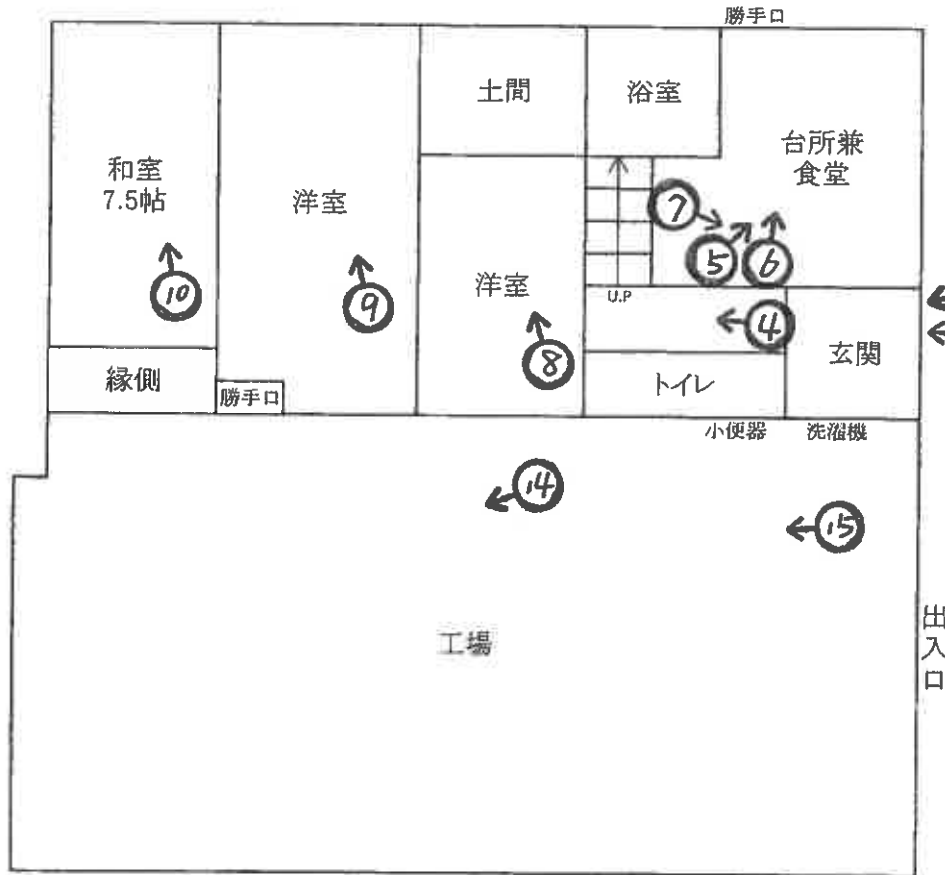 勝手口
土間
浴室
台所兼
食堂
和室
7.5帖
洋室
洋室
⑦
⑤
⑥
⑩
⑨
⑧
U.P
④
玄関
縁側
勝手口
トイレ
小便器
洗濯機
⑭
⑮
工場
出入口